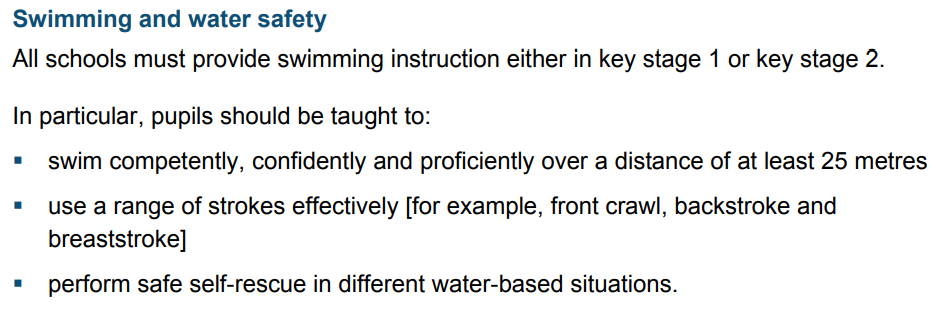 Swimming and water safety
All schools must provide swimming instruction either in key stage 1 or key stage 2.
In particular, pupils should be taught to:
▪ swim competently, confidently and proficiently over a distance of at least 25 metres
▪ use a range of strokes effectively [for example, front crawl, backstroke and
breaststroke]
▪ perform safe self-rescue in different water-based situations.